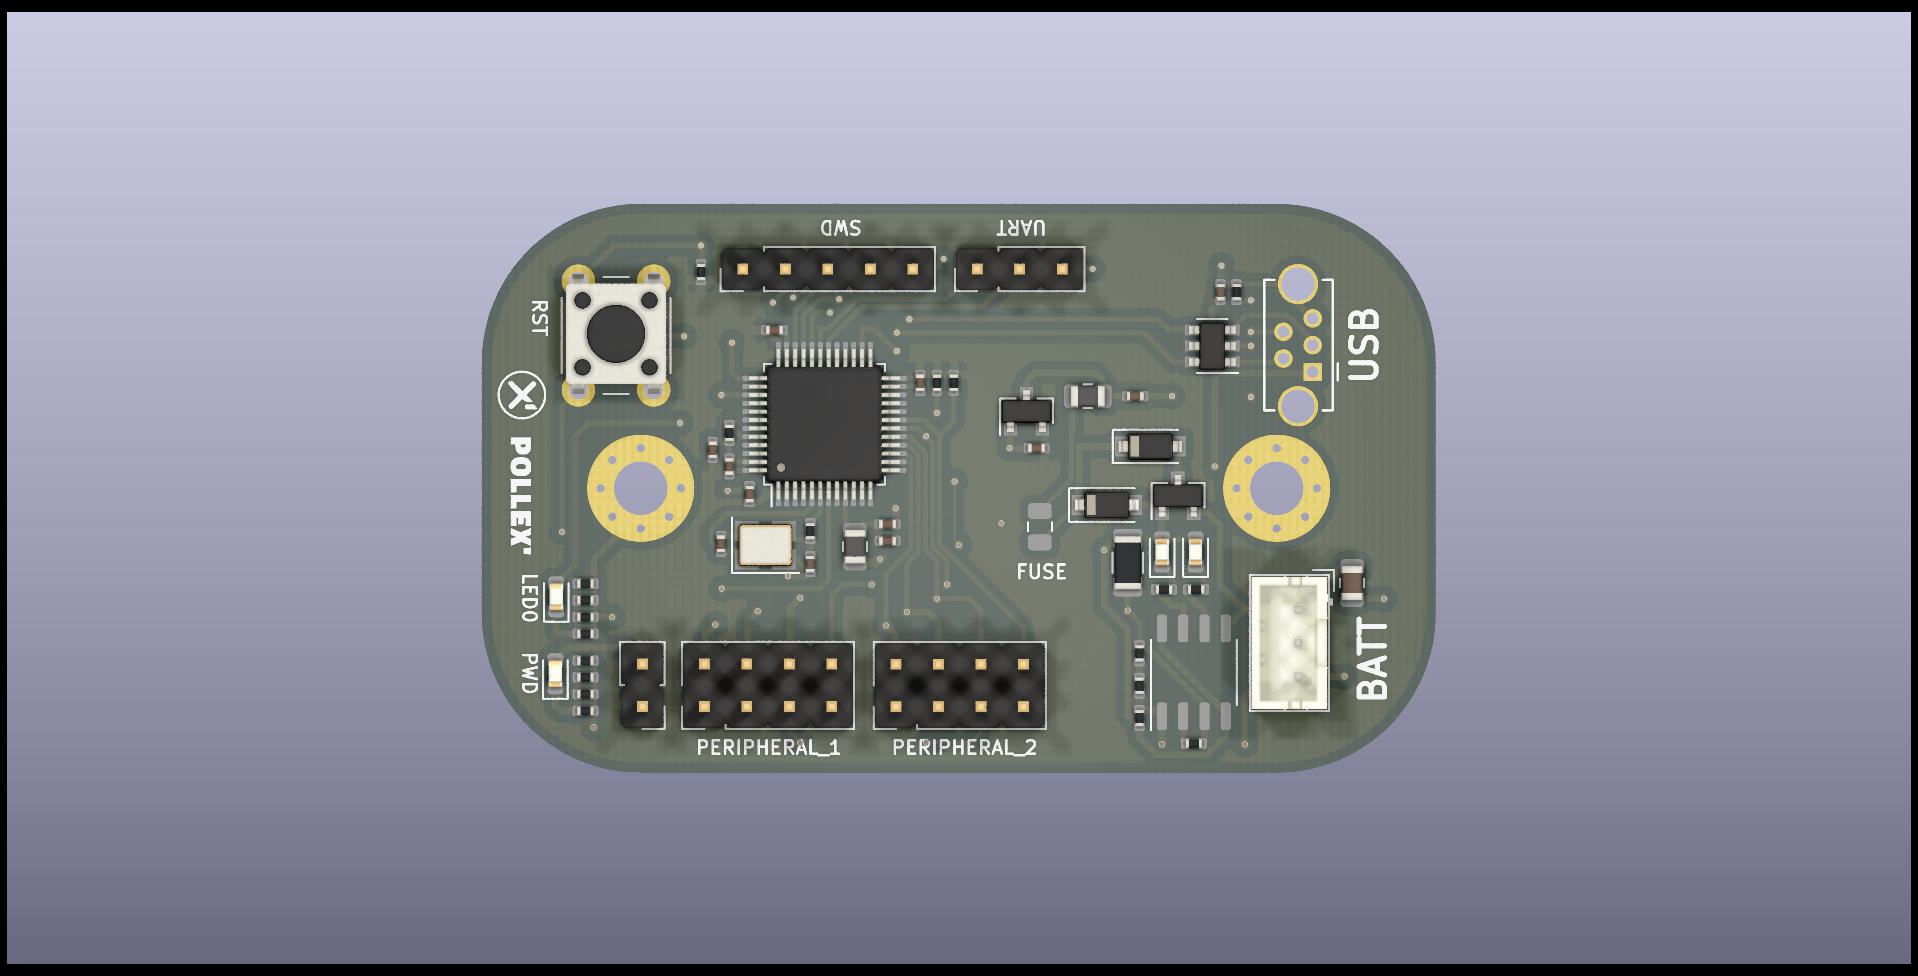 SWD
UART
RST
USB
POLLEX
FUSE
LED0
PWD
BATT
PERIPHERAL_1
PERIPHERAL_2